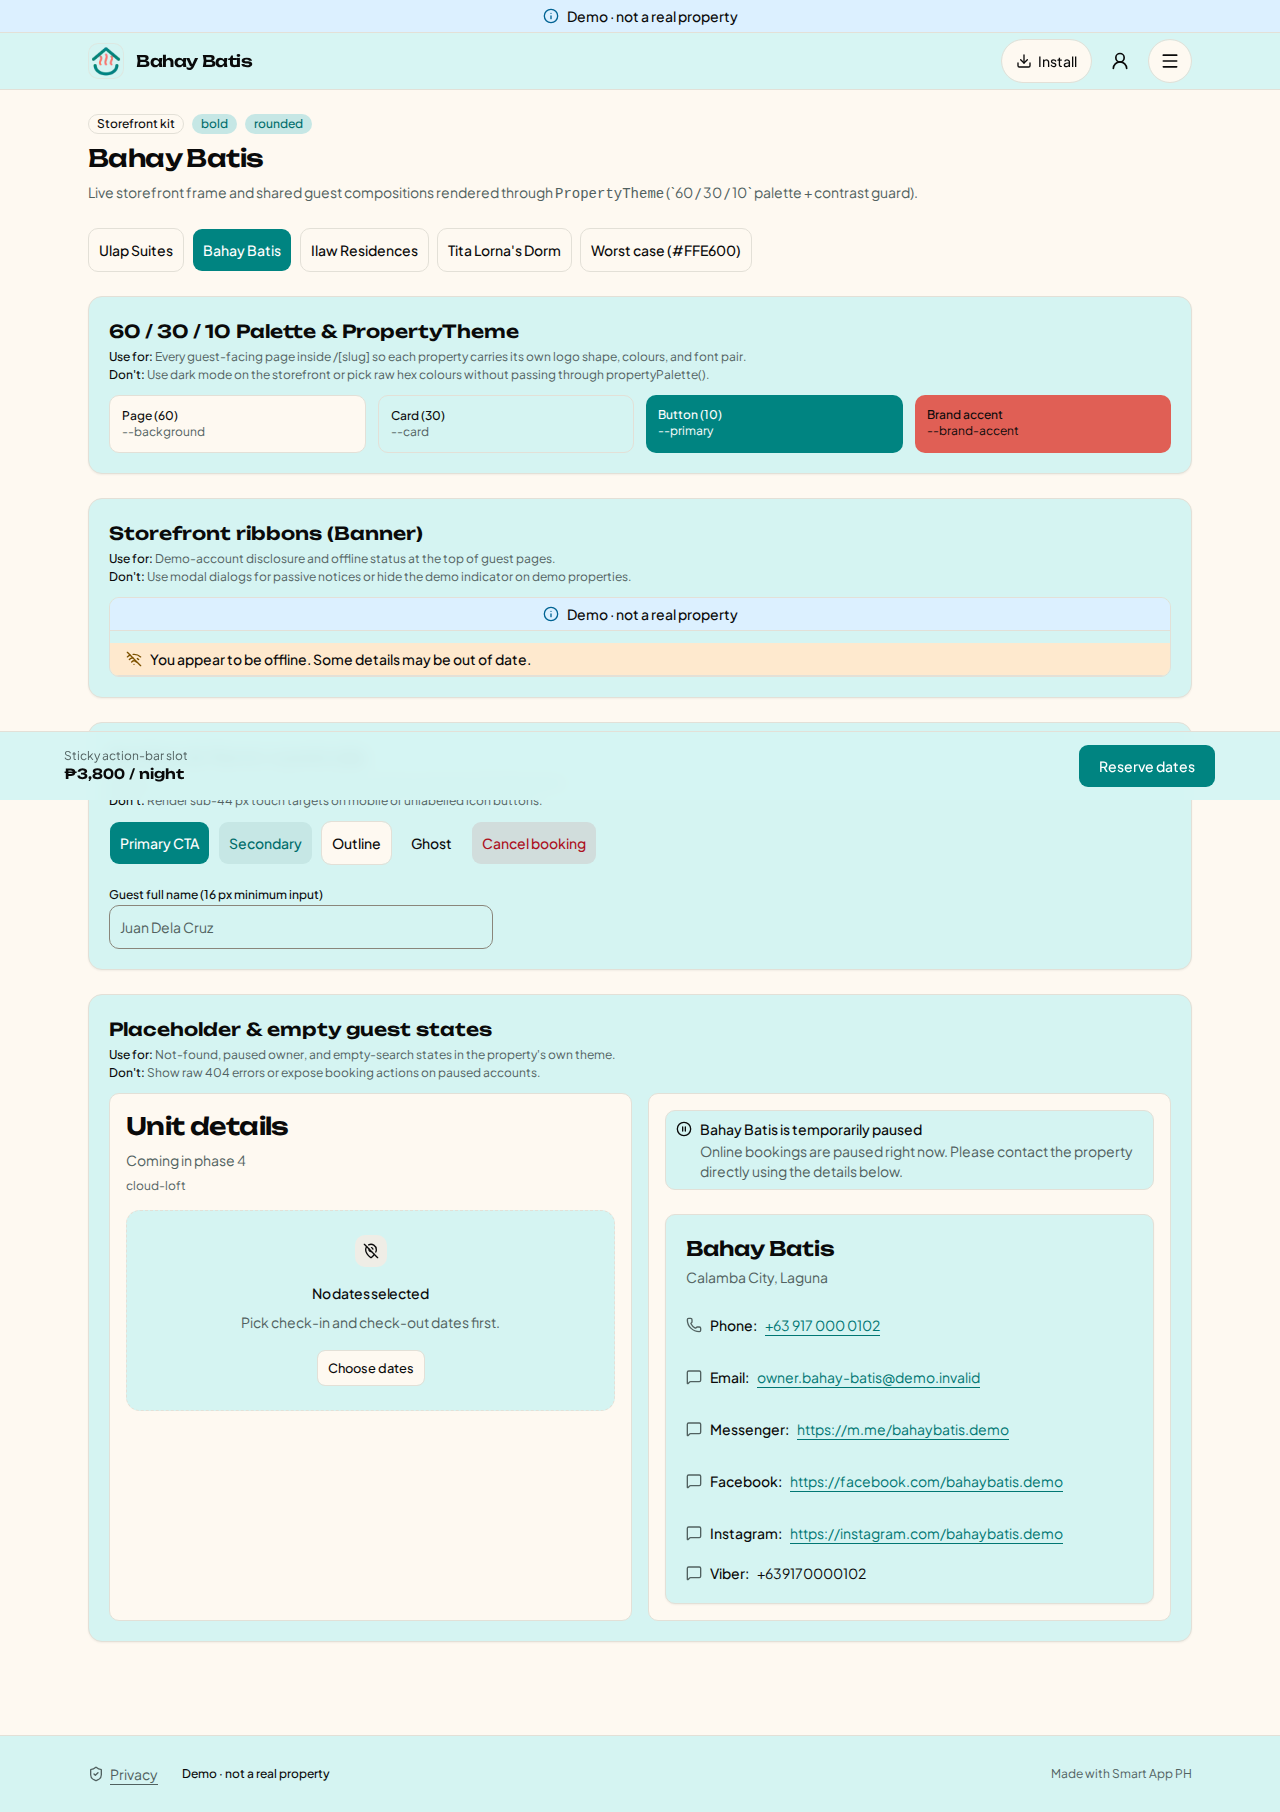 Demo · not a real property
Bahay Batis
Install
Storefront kit
bold
rounded
Bahay Batis
Live storefront frame and shared guest compositions rendered through PropertyTheme (`60 / 30 / 10` palette + contrast guard).
Ulap Suites
Bahay Batis
Ilaw Residences
Tita Lorna's Dorm
Worst case (#FFE600)
60 / 30 / 10 Palette & PropertyTheme
Use for: Every guest-facing page inside /[slug] so each property carries its own logo shape, colours, and font pair.
Don't: Use dark mode on the storefront or pick raw hex colours without passing through propertyPalette().
Page (60)
--background
Card (30)
--card
Button (10)
--primary
Brand accent
--brand-accent
Storefront ribbons (Banner)
Use for: Demo-account disclosure and offline status at the top of guest pages.
Don't: Use modal dialogs for passive notices or hide the demo indicator on demo properties.
Demo · not a real property
You appear to be offline. Some details may be out of date.
Sticky action-bar slot
₱3,800 / night
Reserve dates
Don't: Render sub-44 px touch targets on mobile or unlabelled icon buttons.
Primary CTA
Secondary
Outline
Ghost
Cancel booking
Guest full name (16 px minimum input)
Juan Dela Cruz
Placeholder & empty guest states
Use for: Not-found, paused owner, and empty-search states in the property's own theme.
Don't: Show raw 404 errors or expose booking actions on paused accounts.
Unit details
Coming in phase 4
cloud-loft
No dates selected
Pick check-in and check-out dates first.
Choose dates
Bahay Batis is temporarily paused
Online bookings are paused right now. Please contact the property
directly using the details below.
Bahay Batis
Calamba City, Laguna
Phone: +63 917 000 0102
Email: owner.bahay-batis@demo.invalid
Messenger: https://m.me/bahaybatis.demo
Facebook: https://facebook.com/bahaybatis.demo
Instagram: https://instagram.com/bahaybatis.demo
Viber: +639170000102
Privacy
Demo · not a real property
Made with Smart App PH